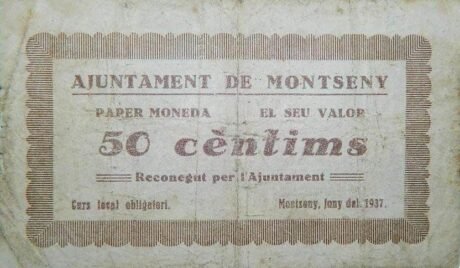 AJUNTAMENT DE MONTSENY
PAPER MONEDA EL SEU VALOR
50 cèntims
Reconegut per l'Ajuntament
Curs local obligatori. Montseny, juny del 1937.